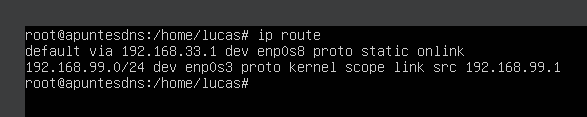 root@apuntesdns:/home/lucas# ip route
default via 192.168.33.1 dev enp0s8 proto static onlink
192.168.99.0/24 dev enp0s3 proto kernel scope link src 192.168.99.1
root@apuntesdns:/home/lucas#